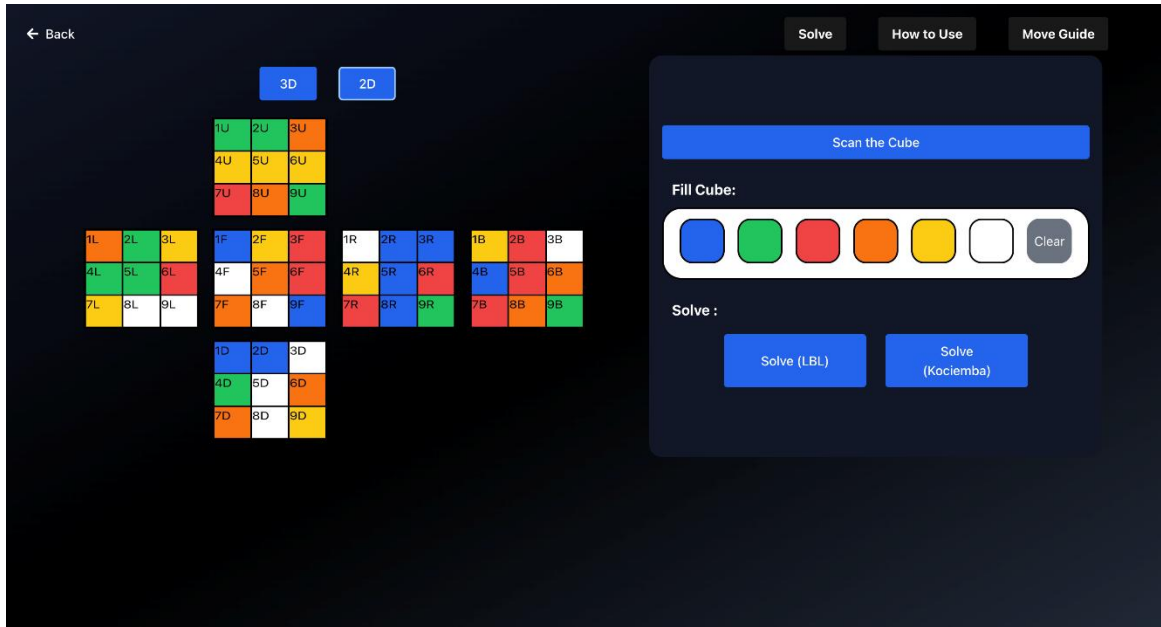 Back
Solve
How to Use
Move Guide
3D
2D
1U 2U 3U
4U 5U 6U
7U 8U 9U
1L 2L 3L 1F 2F 3F 1R 2R 3R 1B 2B 3B
4L 5L 6L 4F 5F 6F 4R 5R 6R 4B 5B 6B
7L 8L 9L 7F 8F 9F 7R 8R 9R 7B 8B 9B
1D 2D 3D
4D 5D 6D
7D 8D 9D
Scan the Cube
Fill Cube:
Clear
Solve :
Solve (LBL)
Solve
(Kociemba)